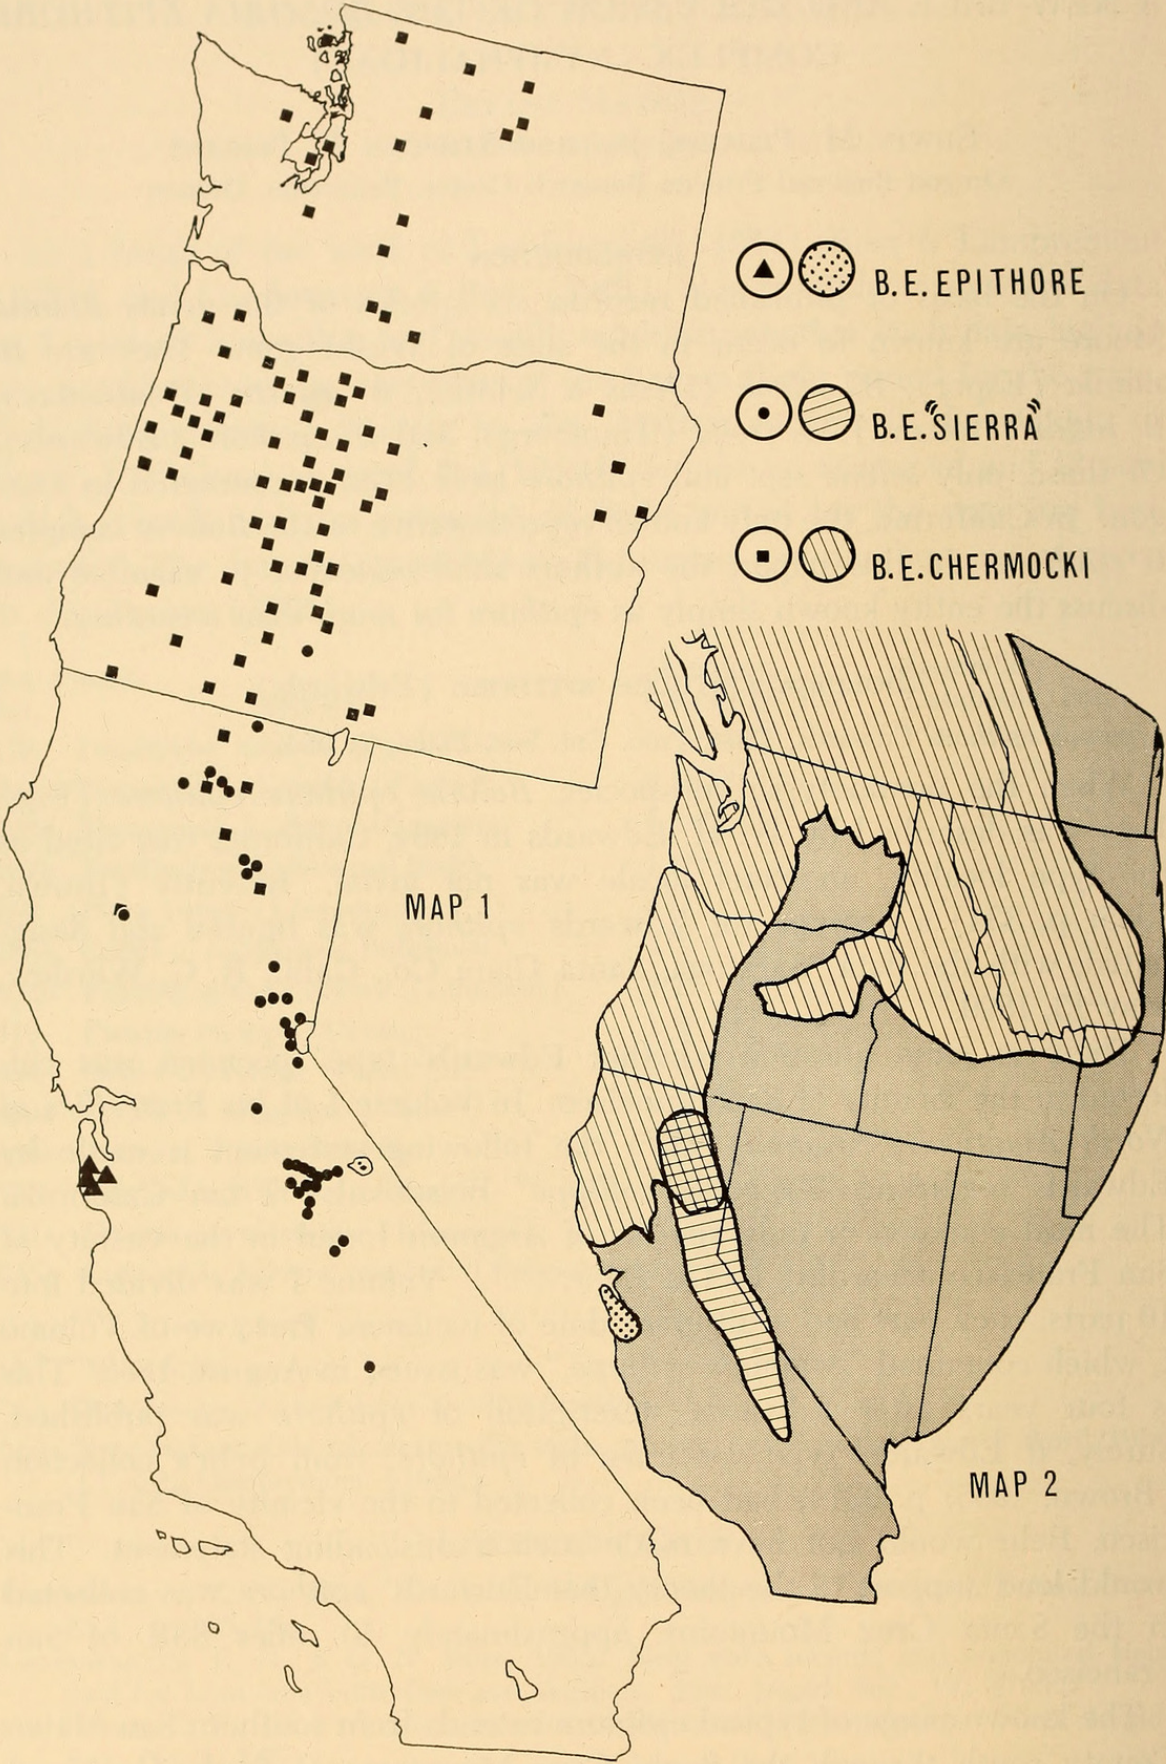 B.E. EPITHORE
B.E. "SIERRA"
B.E. CHERMOCKI
MAP 1
MAP 2